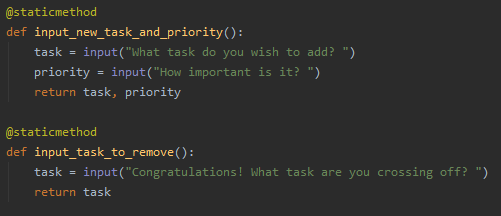 @staticmethod
def input_new_task_and_priority():
    task = input("What task do you wish to add? ")
    priority = input("How important is it? ")
    return task, priority
@staticmethod
def input_task_to_remove():
    task = input("Congratulations! What task are you crossing off? ")
    return task